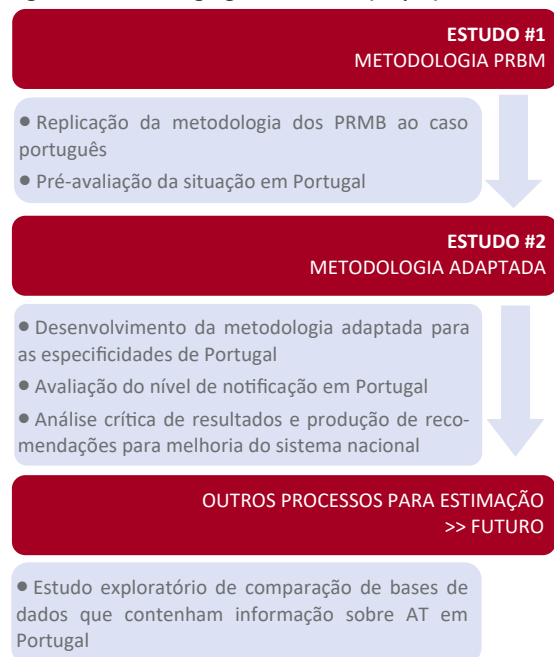 ESTUDO #1
METODOLOGIA PRBM
● Replicação da metodologia dos PRMB ao caso
português
● Pré-avaliação da situação em Portugal
ESTUDO #2
METODOLOGIA ADAPTADA
● Desenvolvimento da metodologia adaptada para
as especificidades de Portugal
● Avaliação do nível de notificação em Portugal
● Análise crítica de resultados e produção de reco-
mendações para melhoria do sistema nacional
OUTROS PROCESSOS PARA ESTIMAÇÃO
>> FUTURO
● Estudo exploratório de comparação de bases de
dados que contenham informação sobre AT em
Portugal